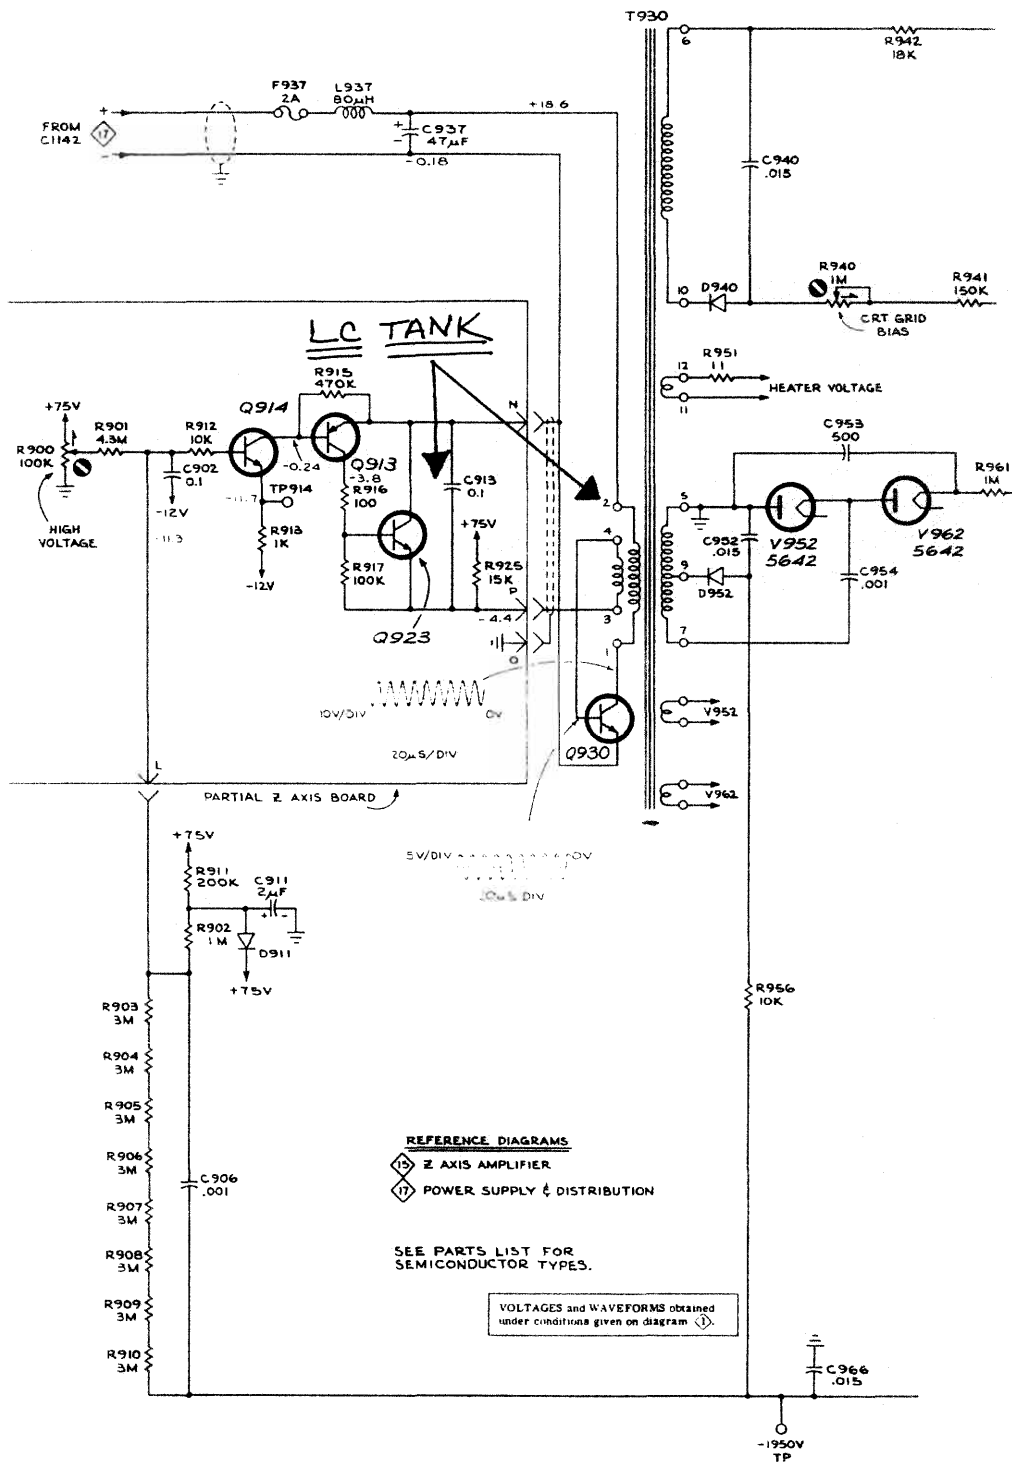 T930
6
R942
18K
F937
2A
L937
80µH
+18.6
+
FROM
C1142
17
-
+
C937
-
47µF
-0.18
C940
.015
R940
1M
R941
150K
10
D940
CRT GRID
BIAS
LC TANK
R951
11
12
HEATER VOLTAGE
11
R915
470K
+75V
R901
4.3M
R912
10K
Q914
N
C953
500
R900
100K
C902
0.1
-0.24
Q913
-3.8
C913
0.1
R961
1M
-12V
-11.7
TP914
R916
100
2
5
HIGH
VOLTAGE
-11.3
R913
1K
+75V
4
C952
.015
V952
5642
V962
5642
-12V
R917
100K
R925
15K
9
D952
C954
.001
P
-4.4
3
Q923
O
1
7
10V/DIV
0V
20µS/DIV
Q930
V952
L
PARTIAL Z AXIS BOARD
V962
+75V
5V/DIV
0V
R911
200K
C911
2µF
+ -
R902
1M
D911
+75V
R903
3M
R956
10K
R904
3M
R905
3M
R906
3M
REFERENCE DIAGRAMS
15 Z AXIS AMPLIFIER
C906
.001
17 POWER SUPPLY & DISTRIBUTION
R907
3M
R908
3M
SEE PARTS LIST FOR
SEMICONDUCTOR TYPES.
R909
3M
VOLTAGES and WAVEFORMS obtained
under conditions given on diagram 1.
R910
3M
C966
.015
-1950V
TP